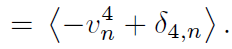 = ⟨−v_n^4 + δ_{4,n}⟩ .